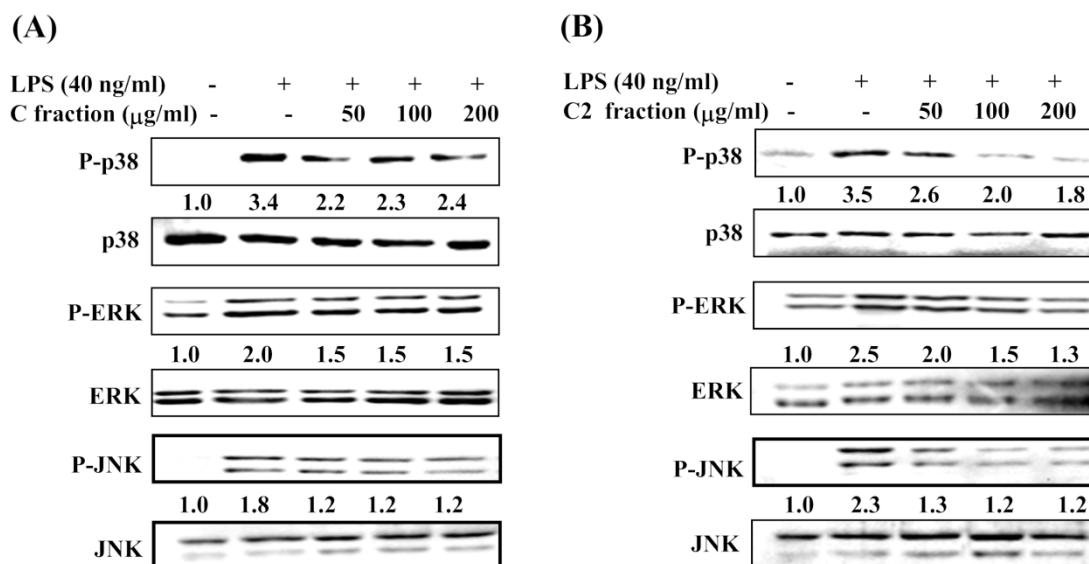 (A)
LPS (40 ng/ml) - + + + +
C fraction (μg/ml) - - 50 100 200
P-p38
1.0 3.4 2.2 2.3 2.4
p38
P-ERK
1.0 2.0 1.5 1.5 1.5
ERK
P-JNK
1.0 1.8 1.2 1.2 1.2
JNK
(B)
LPS (40 ng/ml) - + + + +
C2 fraction (μg/ml) - - 50 100 200
P-p38
1.0 3.5 2.6 2.0 1.8
p38
P-ERK
1.0 2.5 2.0 1.5 1.3
ERK
P-JNK
1.0 2.3 1.3 1.2 1.2
JNK